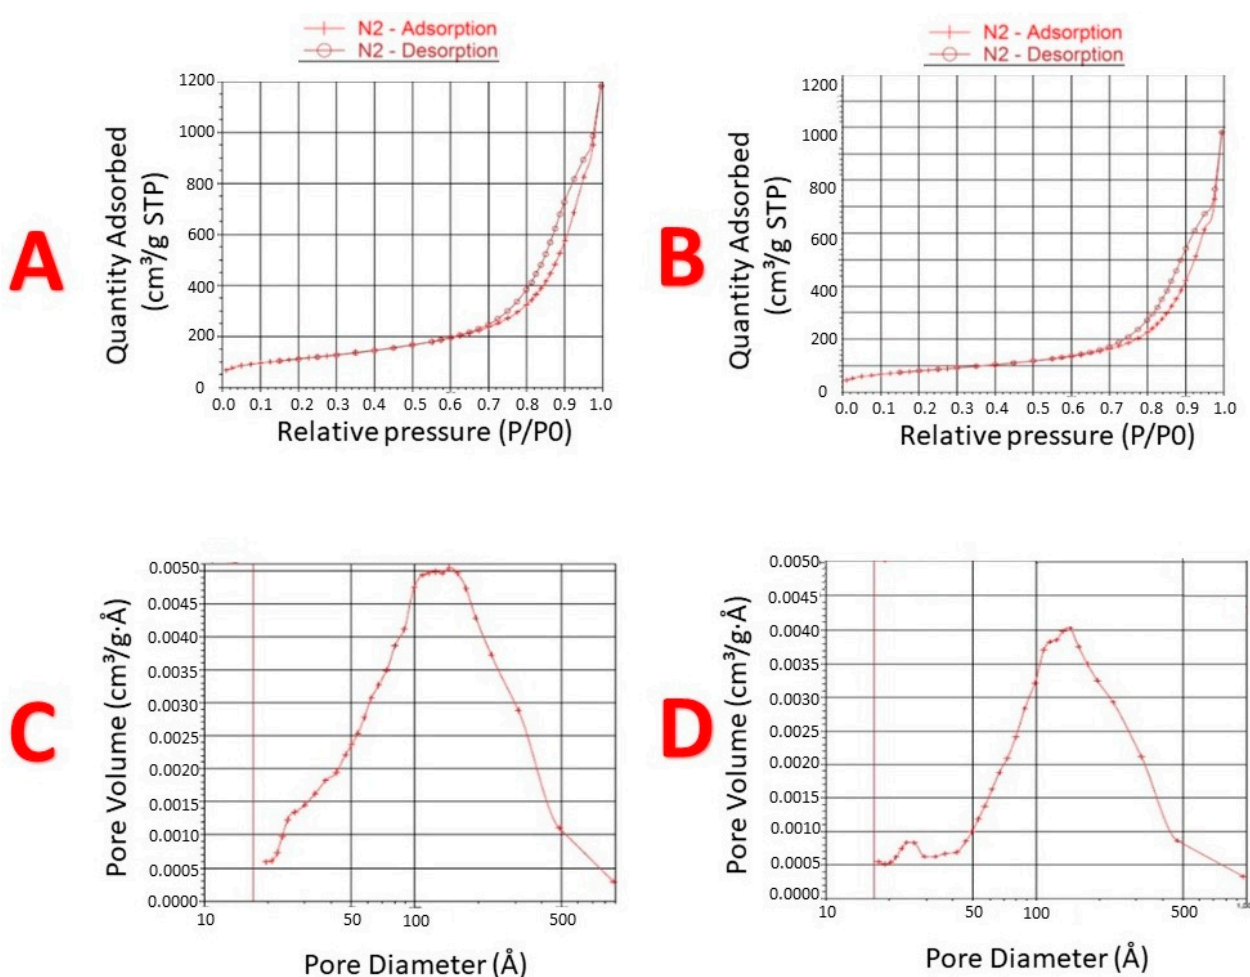 N2 - Adsorption
N2 - Desorption
A
Quantity Adsorbed
(cm³/g STP)
1200
1000
800
600
400
200
0
0.0 0.1 0.2 0.3 0.4 0.5 0.6 0.7 0.8 0.9 1.0
Relative pressure (P/P0)
N2 - Adsorption
N2 - Desorption
B
Quantity Adsorbed
(cm³/g STP)
1200
1000
800
600
400
200
0
0.0 0.1 0.2 0.3 0.4 0.5 0.6 0.7 0.8 0.9 1.0
Relative pressure (P/P0)
C
Pore Volume (cm³/g·Å)
0.0050
0.0045
0.0040
0.0035
0.0030
0.0025
0.0020
0.0015
0.0010
0.0005
0.0000
10 50 100 500
Pore Diameter (Å)
D
Pore Volume (cm³/g·Å)
0.0050
0.0045
0.0040
0.0035
0.0030
0.0025
0.0020
0.0015
0.0010
0.0005
0.0000
10 50 100 500
Pore Diameter (Å)